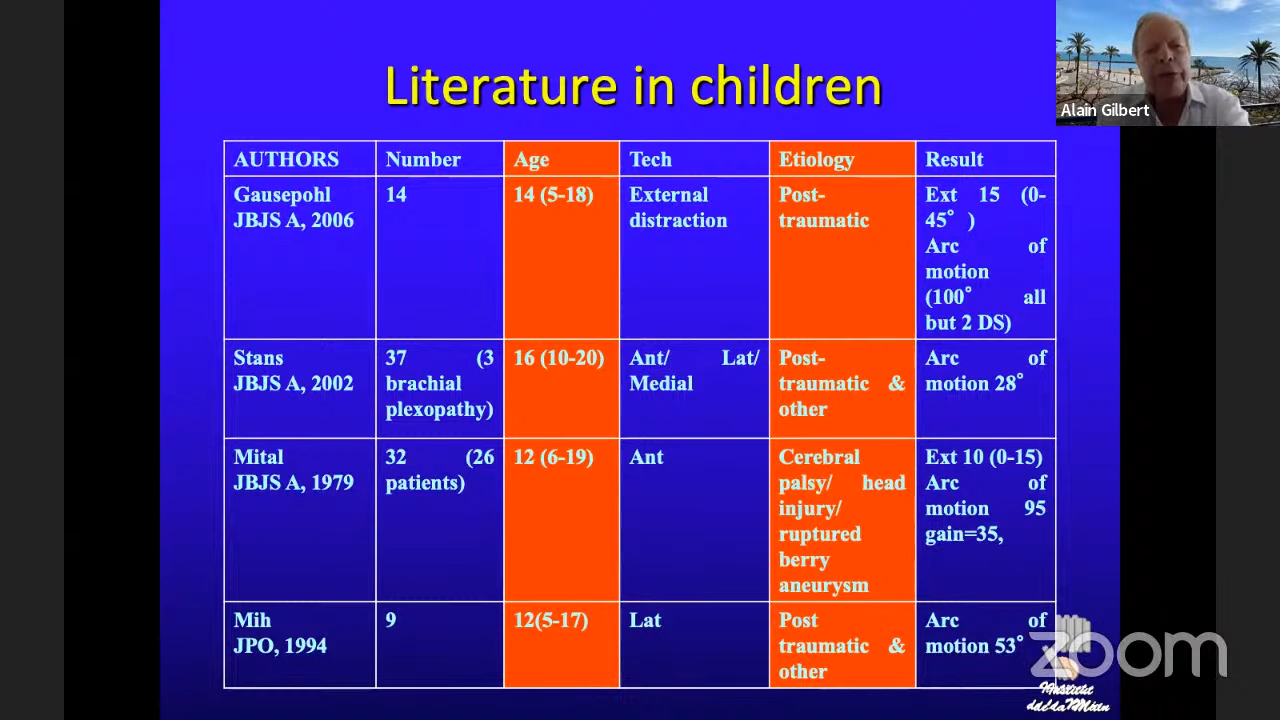 Literature in children
Alain Gilbert
AUTHORS
Number
Age
Tech
Etiology
Result
Gausepohl
JBJS A, 2006
14
14 (5-18)
External
distraction
Post-
traumatic
Ext 15 (0-
45° )
Arc of
motion
(100° all
but 2 DS)
Stans
JBJS A, 2002
37 (3
brachial
plexopathy)
16 (10-20)
Ant/ Lat/
Medial
Post-
traumatic &
other
Arc of
motion 28°
Mital
JBJS A, 1979
32 (26
patients)
12 (6-19)
Ant
Cerebral
palsy/ head
injury/
ruptured
berry
aneurysm
Ext 10 (0-15)
Arc of
motion 95
gain=35,
Mih
JPO, 1994
9
12(5-17)
Lat
Post
traumatic &
other
Arc of
motion 53°
zoom